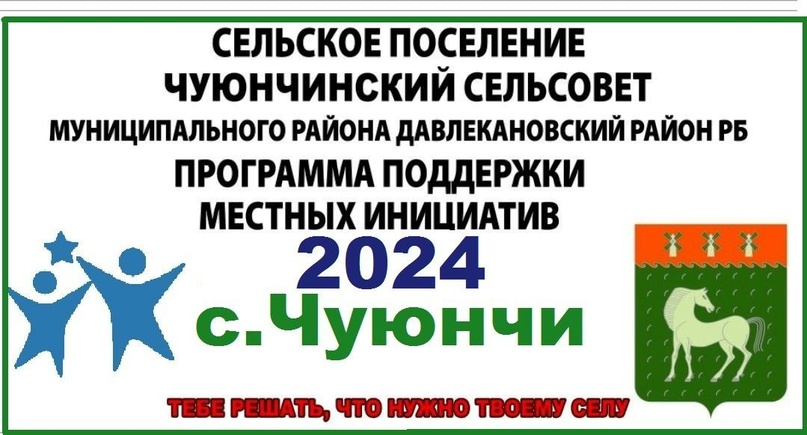 СЕЛЬСКОЕ ПОСЕЛЕНИЕ
ЧУЮНЧИНСКИЙ СЕЛЬСОВЕТ
МУНИЦИПАЛЬНОГО РАЙОНА ДАВЛЕКАНОВСКИЙ РАЙОН РБ
ПРОГРАММА ПОДДЕРЖКИ
МЕСТНЫХ ИНИЦИАТИВ
2024
с.Чуюнчи
ТЕБЕ РЕШАТЬ, ЧТО НУЖНО ТВОЕМУ СЕЛУ